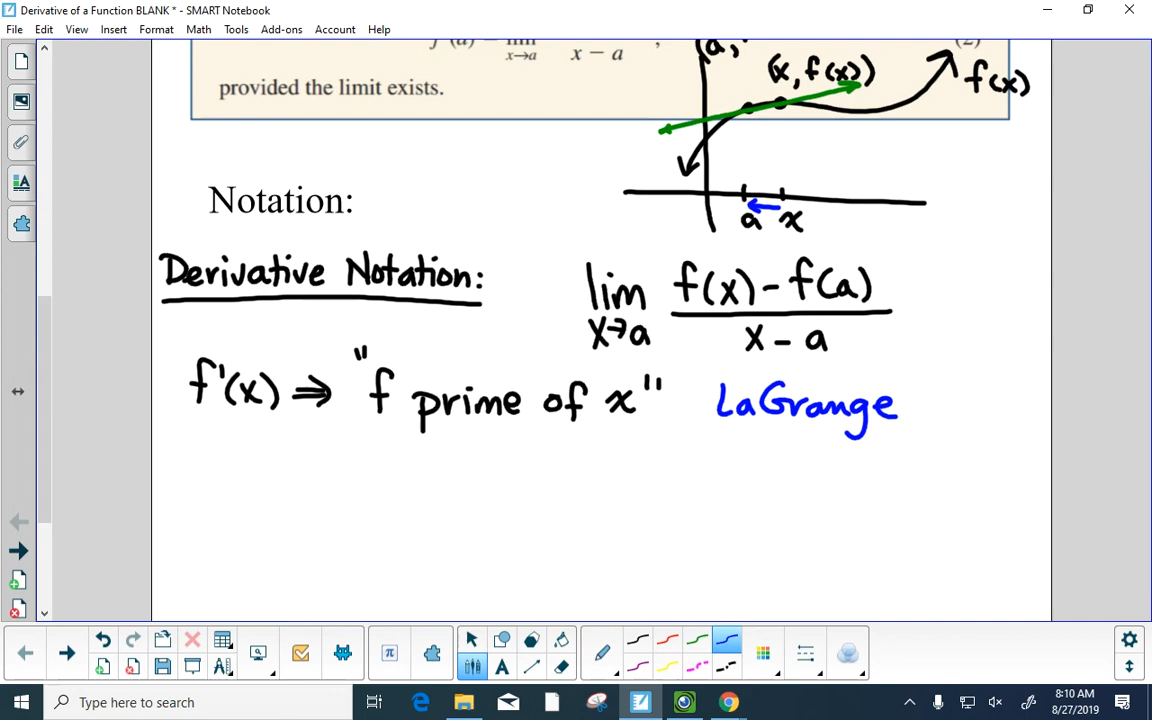 Derivative of a Function BLANK * - SMART Notebook
File Edit View Insert Format Math Tools Add-ons Account Help
x→a x − a ,
(a,
(2)
provided the limit exists.
(x, f(x))
f(x)
a x
Notation:
Derivative Notation:
lim f(x) - f(a)
x→a x - a
f'(x) ⇒ "f prime of x" LaGrange
π
A
Type here to search
8:10 AM
8/27/2019